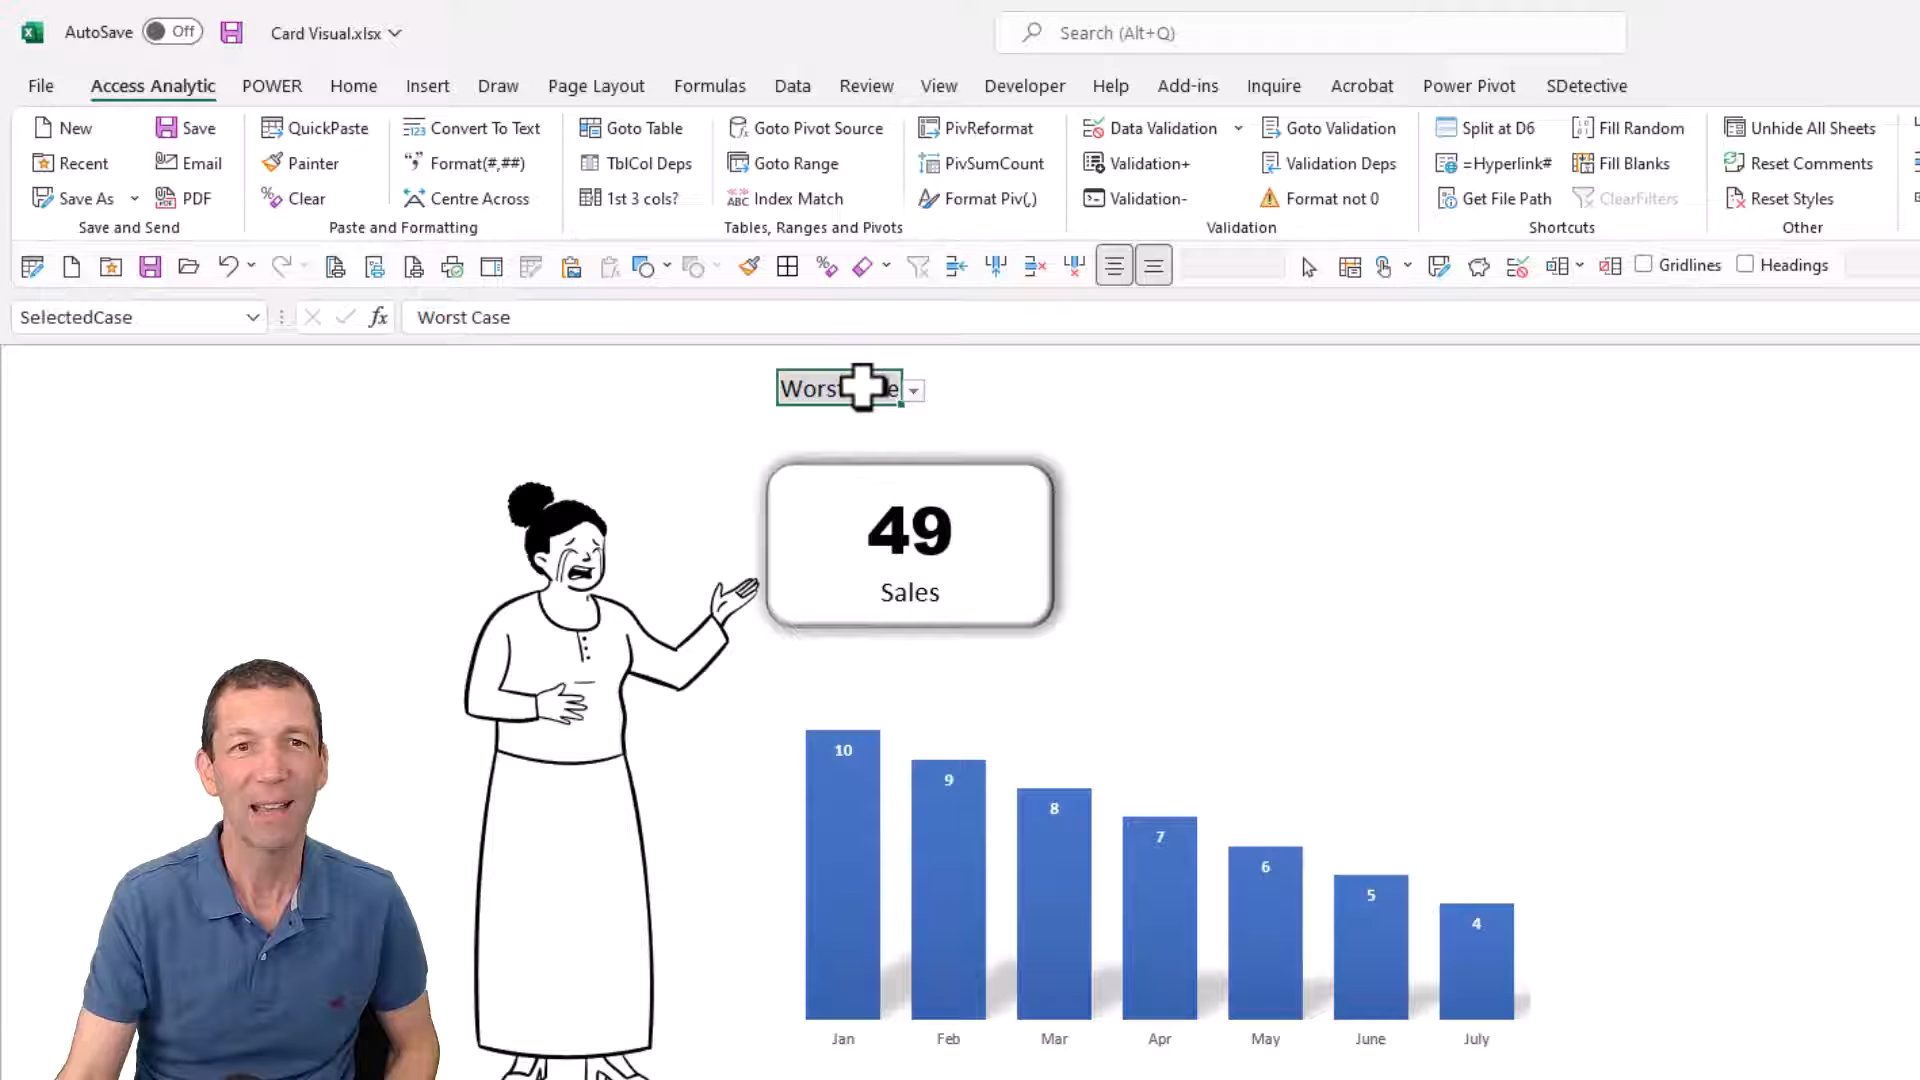 AutoSave Off Card Visual.xlsx Search (Alt+Q)
File Access Analytic POWER Home Insert Draw Page Layout Formulas Data Review View Developer Help Add-ins Inquire Acrobat Power Pivot SDetective
New Save QuickPaste Convert To Text Goto Table Goto Pivot Source PivReformat Data Validation Goto Validation Split at D6 Fill Random Unhide All Sheets
Recent Email Painter Format(#,##) TblCol Deps Goto Range PivSumCount Validation+ Validation Deps =Hyperlink# Fill Blanks Reset Comments
Save As PDF Clear Centre Across 1st 3 cols? Index Match Format Piv(,) Validation- Format not 0 Get File Path ClearFilters Reset Styles
Save and Send Paste and Formatting Tables, Ranges and Pivots Validation Shortcuts Other
Gridlines Headings
SelectedCase fx Worst Case
49
Sales
10
9
8
7
6
5
4
Jan Feb Mar Apr May June July